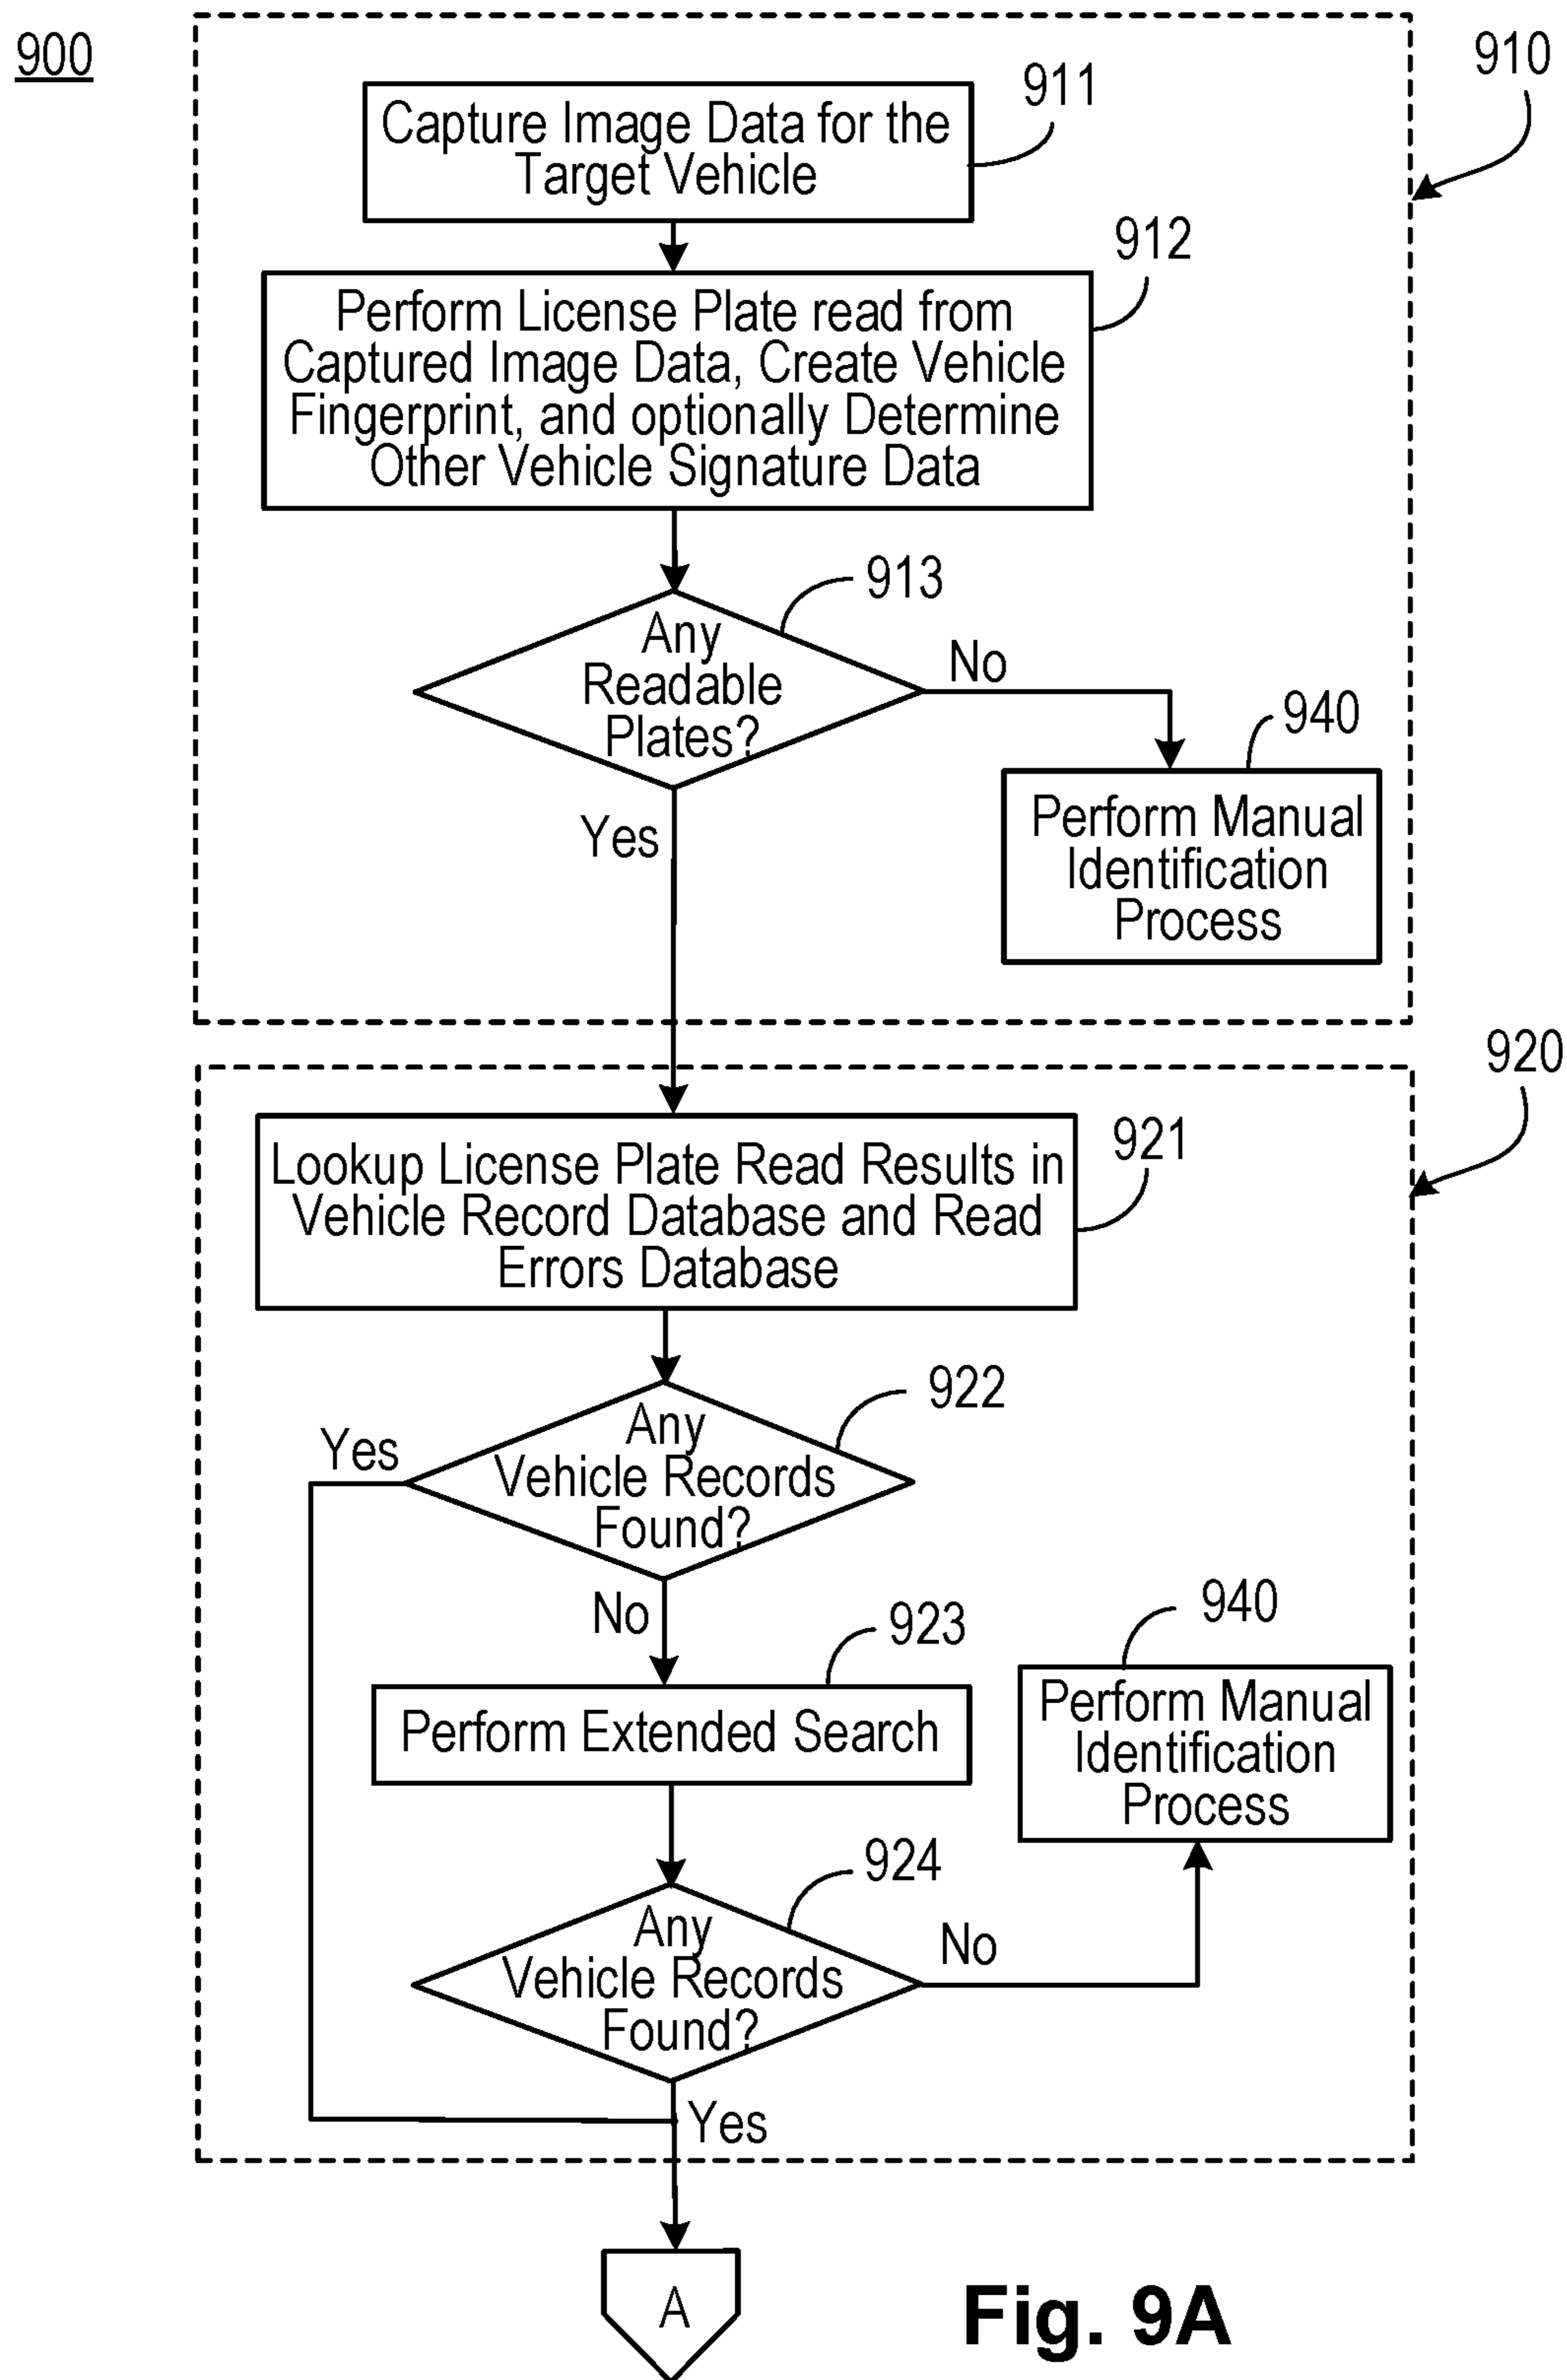 900
910
911
Capture Image Data for the
Target Vehicle
912
Perform License Plate read from
Captured Image Data, Create Vehicle
Fingerprint, and optionally Determine
Other Vehicle Signature Data
913
Any
Readable
Plates?
No
Yes
940
Perform Manual
Identification
Process
920
921
Lookup License Plate Read Results in
Vehicle Record Database and Read
Errors Database
922
Any
Vehicle Records
Found?
Yes
No
923
Perform Extended Search
940
Perform Manual
Identification
Process
924
Any
Vehicle Records
Found?
No
Yes
A
Fig. 9A